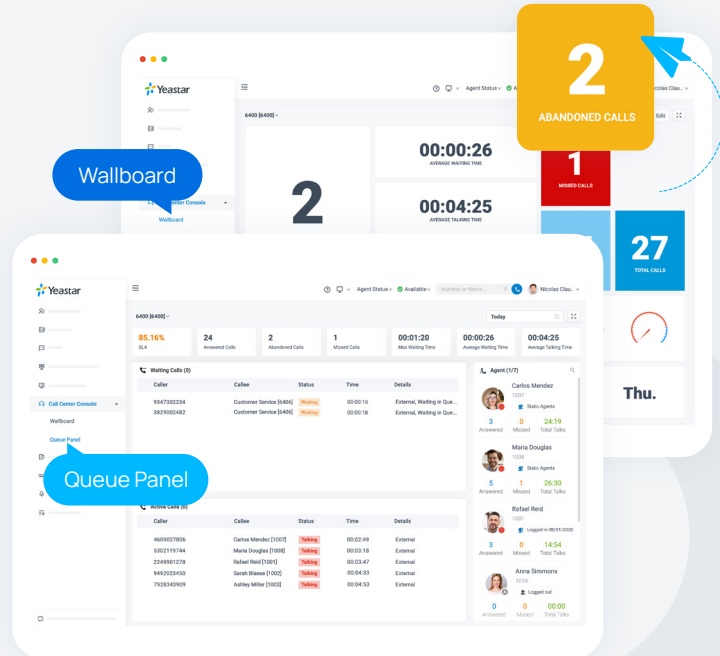 2
ABANDONED CALLS
Yeastar
Agent Status
Edit
6400 [6400]
Wallboard
Center Console
Wallboard
2
00:00:26
AVERAGE WAITING TIME
00:04:25
AVERAGE TALKING TIME
1
MISSED CALLS
27
TOTAL CALLS
Thu.
Yeastar
Agent Status Available Number or Name... Nicolas Clau...
6400 [6400] Today
85.16% 24 2 1 00:01:20 00:00:26 00:04:25
SLA Answered Calls Abandoned Calls Missed Calls Max Waiting Time Average Waiting Time Average Talking Time
Call Center Console
Wallboard
Queue Panel
Queue Panel
Waiting Calls (0)
Caller Callee Status Time Details
9347302234 Customer Service [6406] Waiting 00:00:16 External, Waiting in Que...
3829002482 Customer Service [6406] Waiting 00:00:18 External, Waiting in Que...
Active Calls (0)
Caller Callee Status Time Details
4609027806 Carlos Mendez [1007] Talking 00:02:49 External
5302119744 Maria Douglas [1008] Talking 00:03:18 External
2249901278 Rafael Reid [1001] Talking 00:03:47 External
9492023450 Sarah Blaese [1002] Talking 00:04:33 External
7928340909 Ashley Miller [1003] Talking 00:04:53 External
Agent (1/7)
Carlos Mendez
1007
Static Agents
3 0 24:19
Answered Missed Total Talks
Maria Douglas
1008
Static Agents
5 1 26:30
Answered Missed Total Talks
Rafael Reid
1001
Logged in 08/31/2020
3 0 14:54
Answered Missed Total Talks
Anna Simmons
1010
Logged out
0 0 00:00
Answered Missed Total Talks